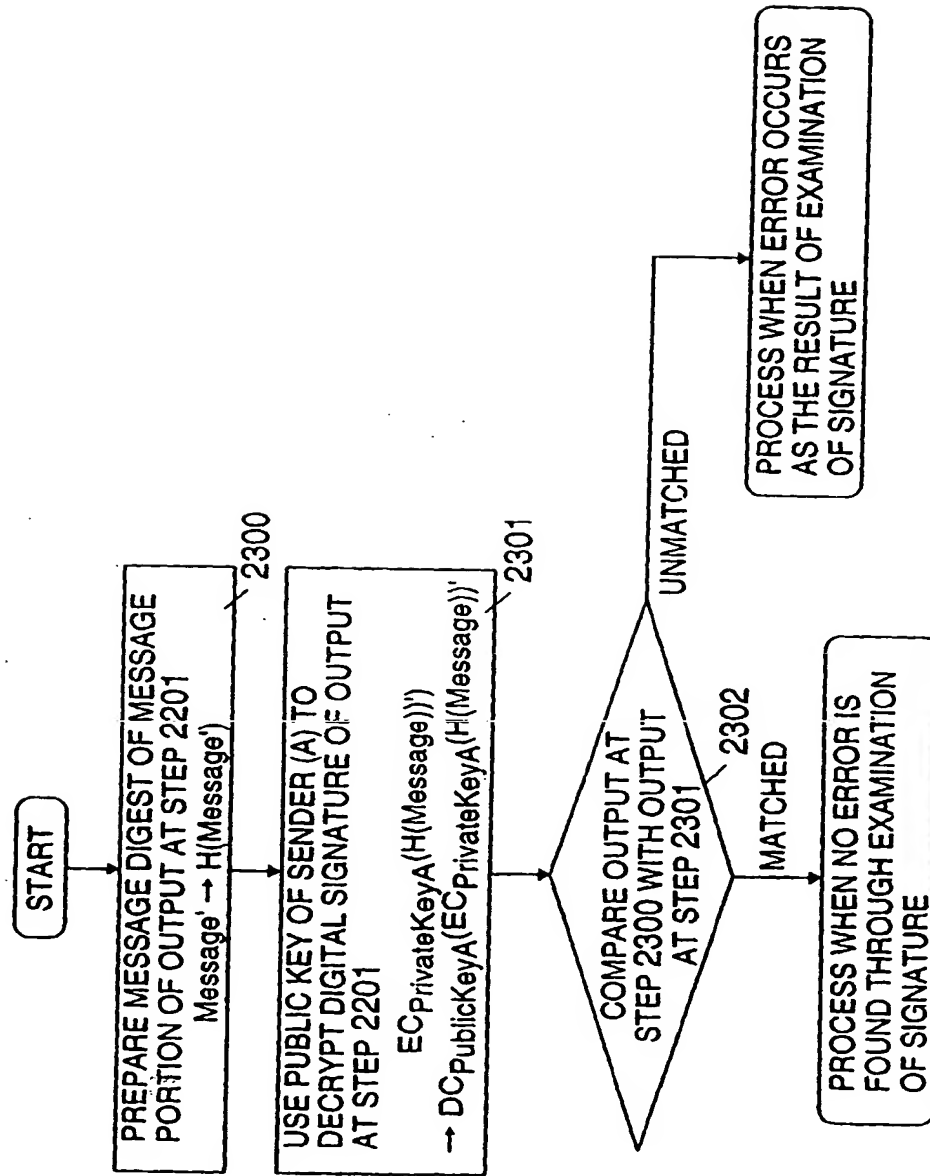 START
PREPARE MESSAGE DIGEST OF MESSAGE
PORTION OF OUTPUT AT STEP 2201
Message' → H(Message')
2300
USE PUBLIC KEY OF SENDER (A) TO
DECRYPT DIGITAL SIGNATURE OF OUTPUT
AT STEP 2201
ECPrivateKeyA(H(Message))')
→ DCPublicKeyA(ECPrivateKeyA(H(Message))'
2301
COMPARE OUTPUT AT
STEP 2300 WITH OUTPUT
AT STEP 2301
2302
UNMATCHED
MATCHED
PROCESS WHEN ERROR OCCURS
AS THE RESULT OF EXAMINATION
OF SIGNATURE
PROCESS WHEN NO ERROR IS
FOUND THROUGH EXAMINATION
OF SIGNATURE